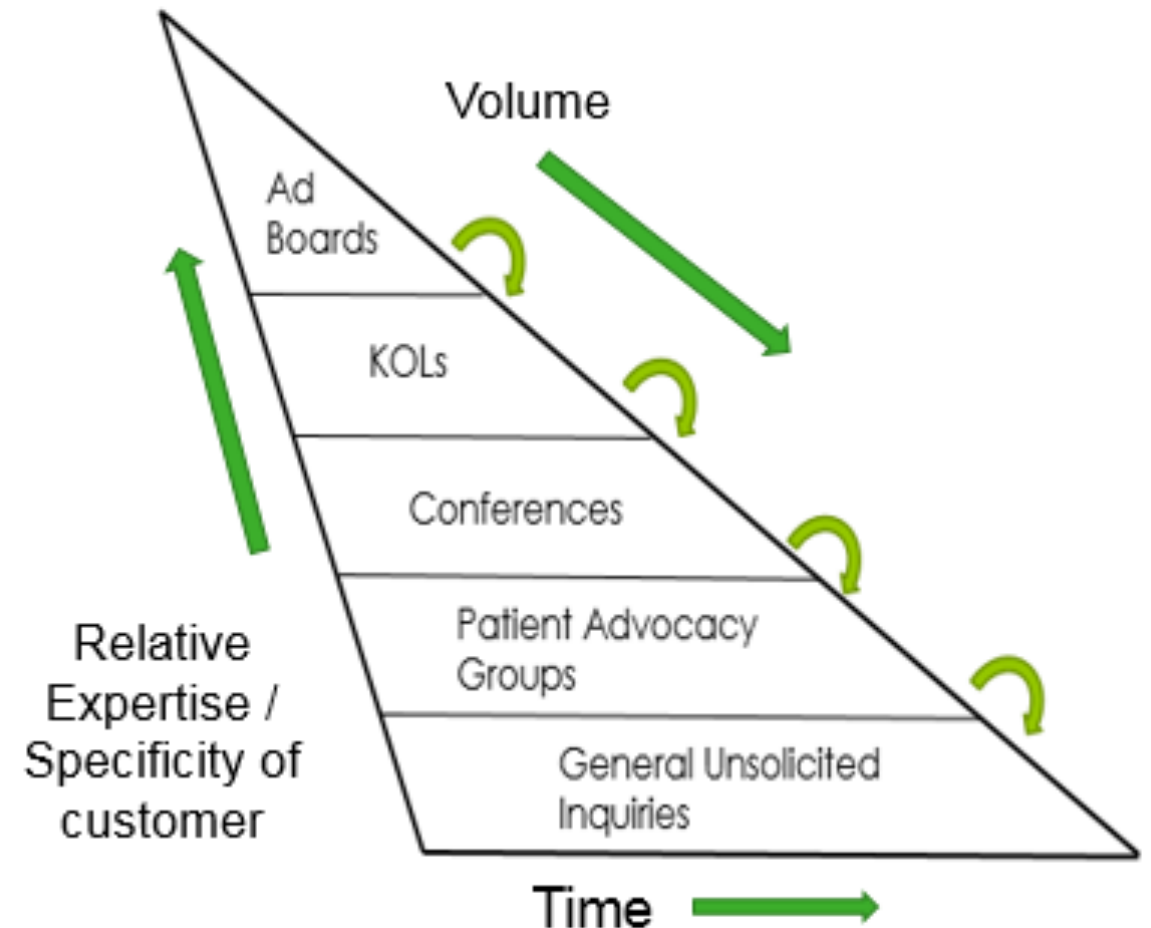 Volume
Ad
Boards
KOLs
Conferences
Patient Advocacy
Groups
General Unsolicited
Inquiries
Relative
Expertise /
Specificity of
customer
Time